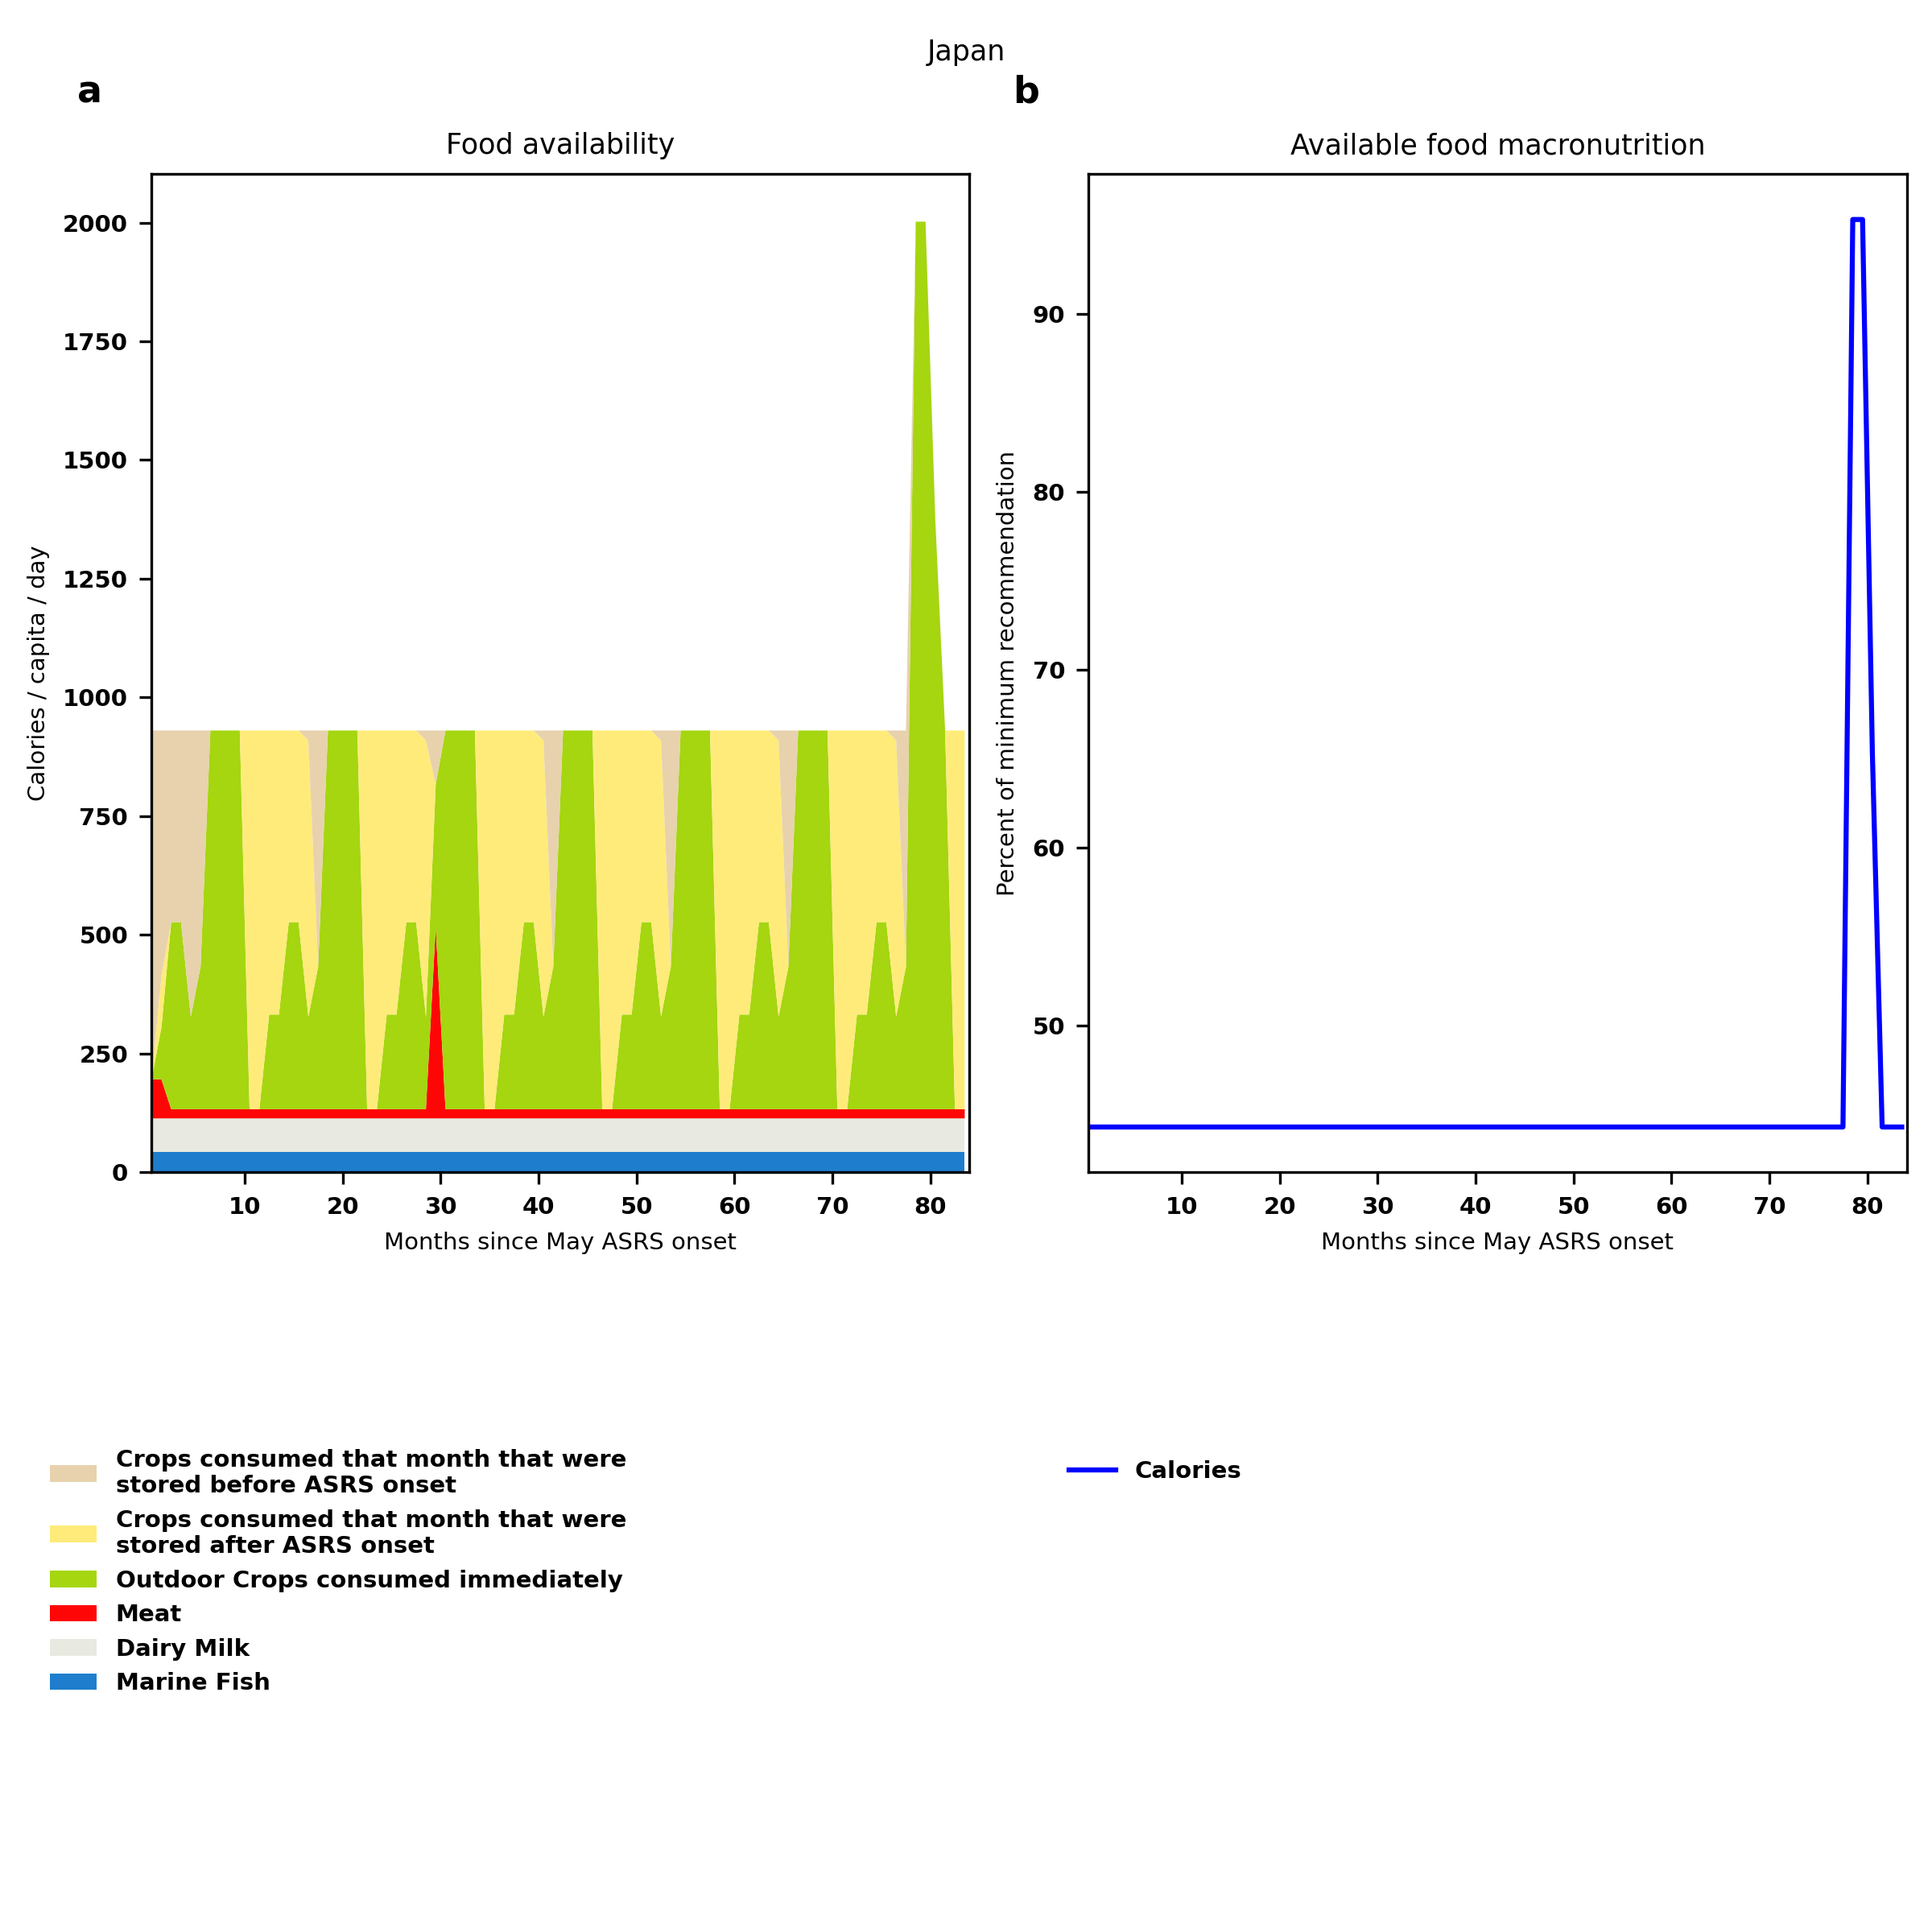 Japan
a
Food availability
Calories / capita / day
2000
1750
1500
1250
1000
750
500
250
0
10 20 30 40 50 60 70 80
Months since May ASRS onset
b
Available food macronutrition
Percent of minimum recommendation
90
80
70
60
50
10 20 30 40 50 60 70 80
Months since May ASRS onset
Crops consumed that month that were
stored before ASRS onset
Crops consumed that month that were
stored after ASRS onset
Outdoor Crops consumed immediately
Meat
Dairy Milk
Marine Fish
Calories